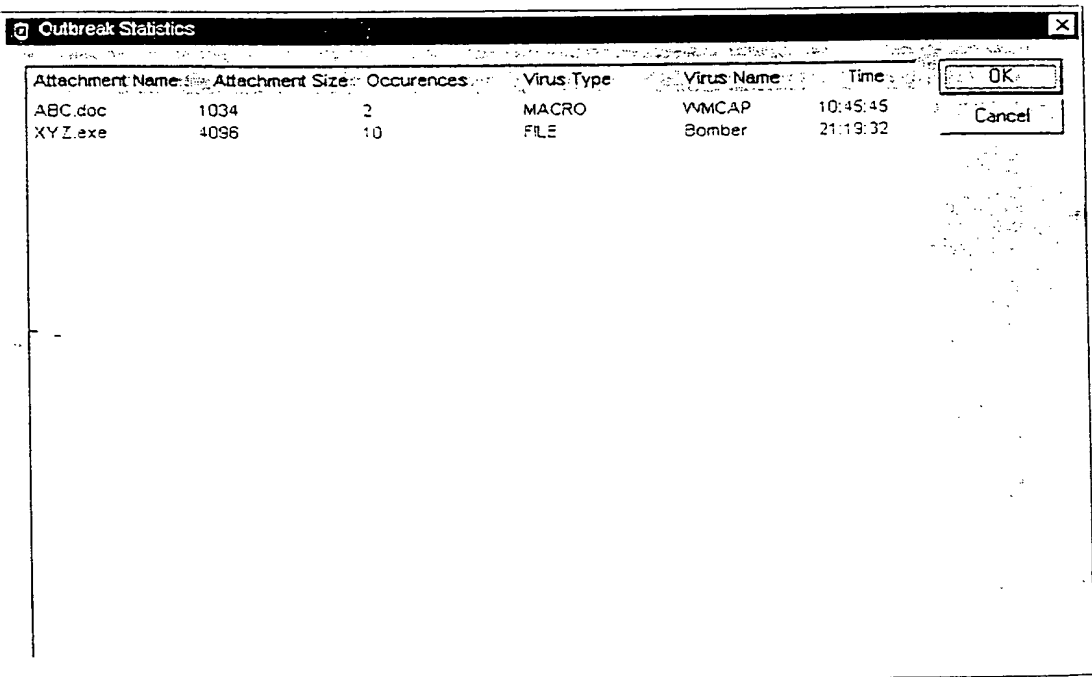 Outbreak Statistics
Attachment Name Attachment Size Occurences Virus Type Virus Name Time
ABC.doc 1034 2 MACRO WMCAP 10:45:45
XYZ.exe 4096 10 FILE Bomber 21:19:32
OK
Cancel